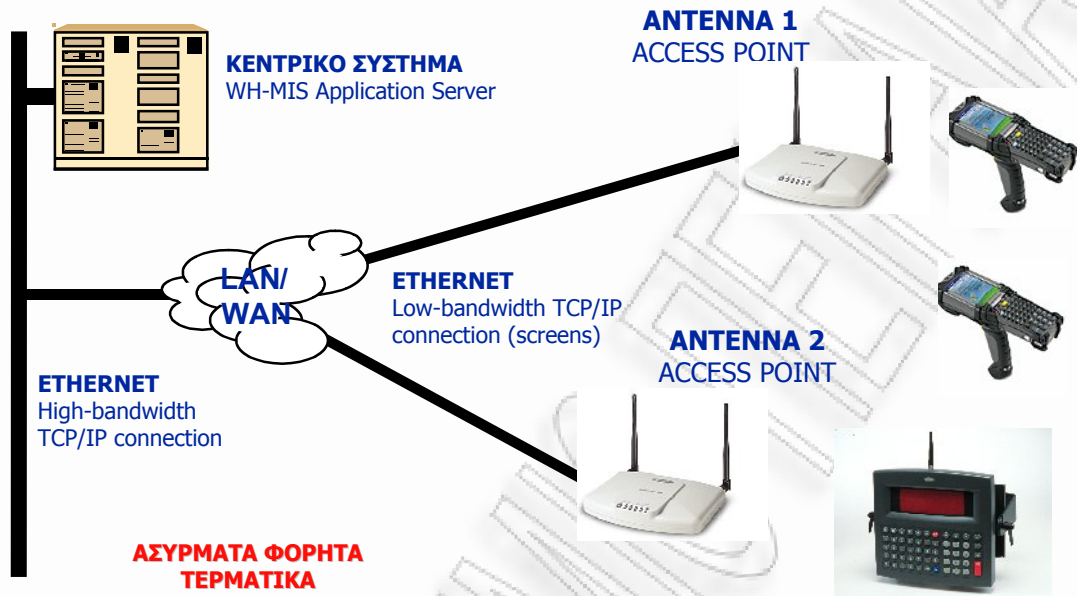 ΚΕΝΤΡΙΚΟ ΣΥΣΤΗΜΑ
WH-MIS Application Server
ANTENNA 1
ACCESS POINT
LAN/
WAN
ETHERNET
Low-bandwidth TCP/IP
connection (screens)
ANTENNA 2
ACCESS POINT
ETHERNET
High-bandwidth
TCP/IP connection
ΑΣΥΡΜΑΤΑ ΦΟΡΗΤΑ
ΤΕΡΜΑΤΙΚΑ